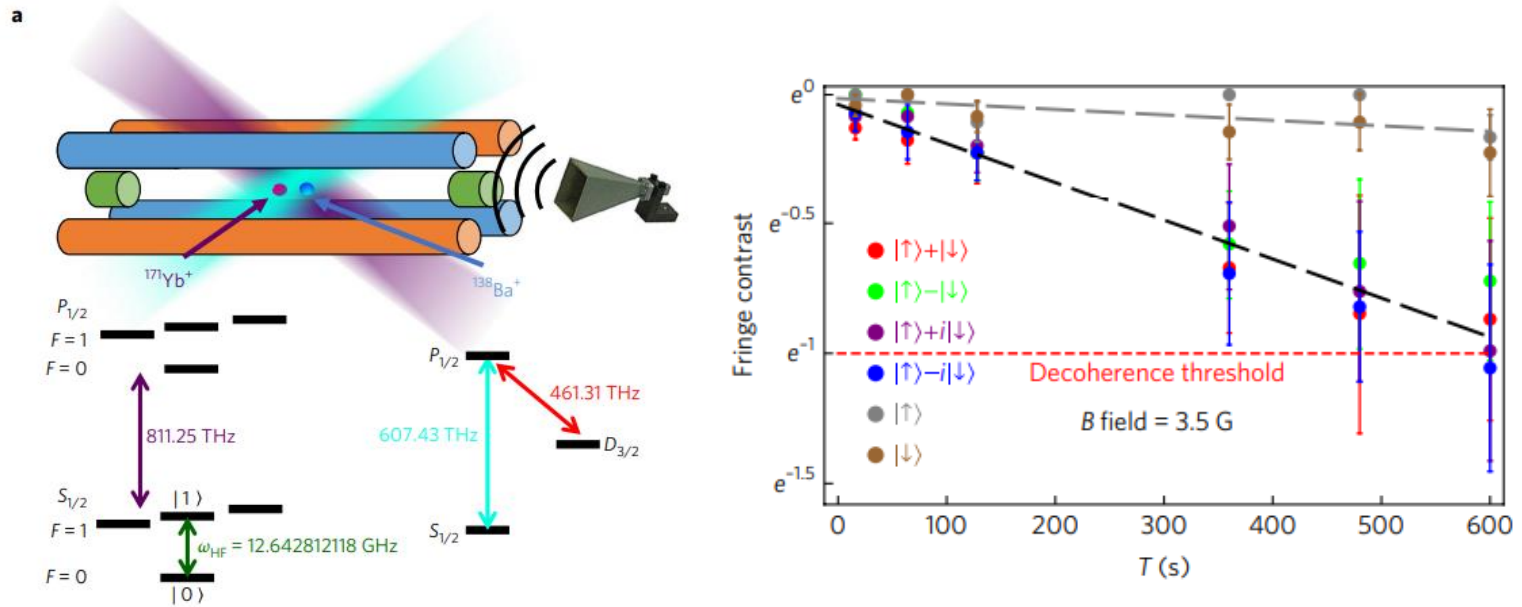 a
171Yb+
138Ba+
P1/2
F = 1
F = 0
811.25 THz
S1/2
F = 1
|1⟩
ωHF = 12.642812118 GHz
F = 0
|0⟩
P1/2
461.31 THz
607.43 THz
D3/2
S1/2
Fringe contrast
e^0
e^−0.5
e^−1
e^−1.5
|↑⟩+|↓⟩
|↑⟩−|↓⟩
|↑⟩+i|↓⟩
|↑⟩−i|↓⟩
|↑⟩
|↓⟩
Decoherence threshold
B field = 3.5 G
0 100 200 300 400 500 600
T (s)